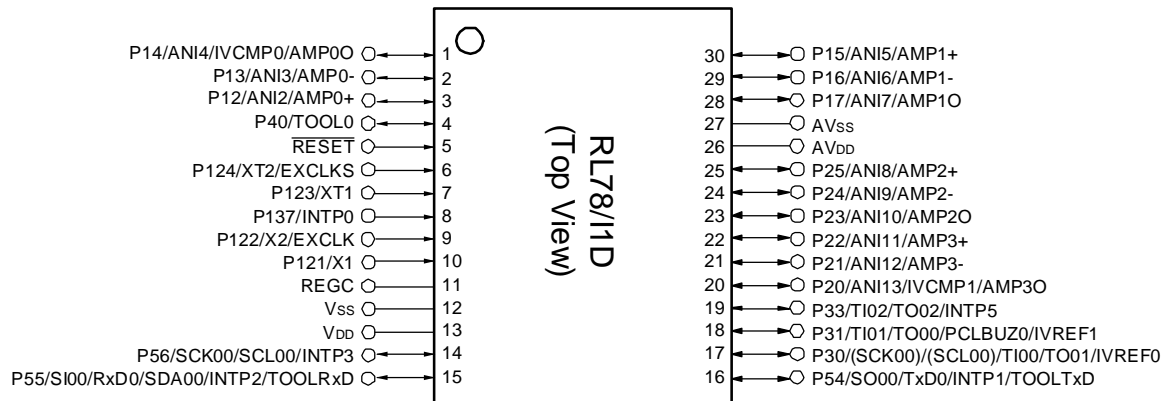 P14/ANI4/IVCMP0/AMP0O 1
P13/ANI3/AMP0- 2
P12/ANI2/AMP0+ 3
P40/TOOL0 4
RESET 5
P124/XT2/EXCLKS 6
P123/XT1 7
P137/INTP0 8
P122/X2/EXCLK 9
P121/X1 10
REGC 11
VSS 12
VDD 13
P56/SCK00/SCL00/INTP3 14
P55/SI00/RxD0/SDA00/INTP2/TOOLRxD 15
RL78/I1D
(Top View)
30 P15/ANI5/AMP1+
29 P16/ANI6/AMP1-
28 P17/ANI7/AMP1O
27 AVSS
26 AVDD
25 P25/ANI8/AMP2+
24 P24/ANI9/AMP2-
23 P23/ANI10/AMP2O
22 P22/ANI11/AMP3+
21 P21/ANI12/AMP3-
20 P20/ANI13/IVCMP1/AMP3O
19 P33/TI02/TO02/INTP5
18 P31/TI01/TO00/PCLBUZ0/IVREF1
17 P30/(SCK00)/(SCL00)/TI00/TO01/IVREF0
16 P54/SO00/TxD0/INTP1/TOOLTxD